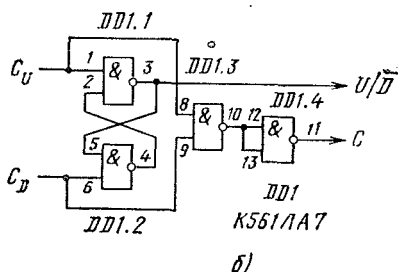 DD1.1
C_U
1
2
&
3
DD1.3
U/D̅
8
9
&
10
DD1.4
12
13
&
11
C
5
6
&
4
C_D
DD1.2
DD1
К561ЛА7
б)